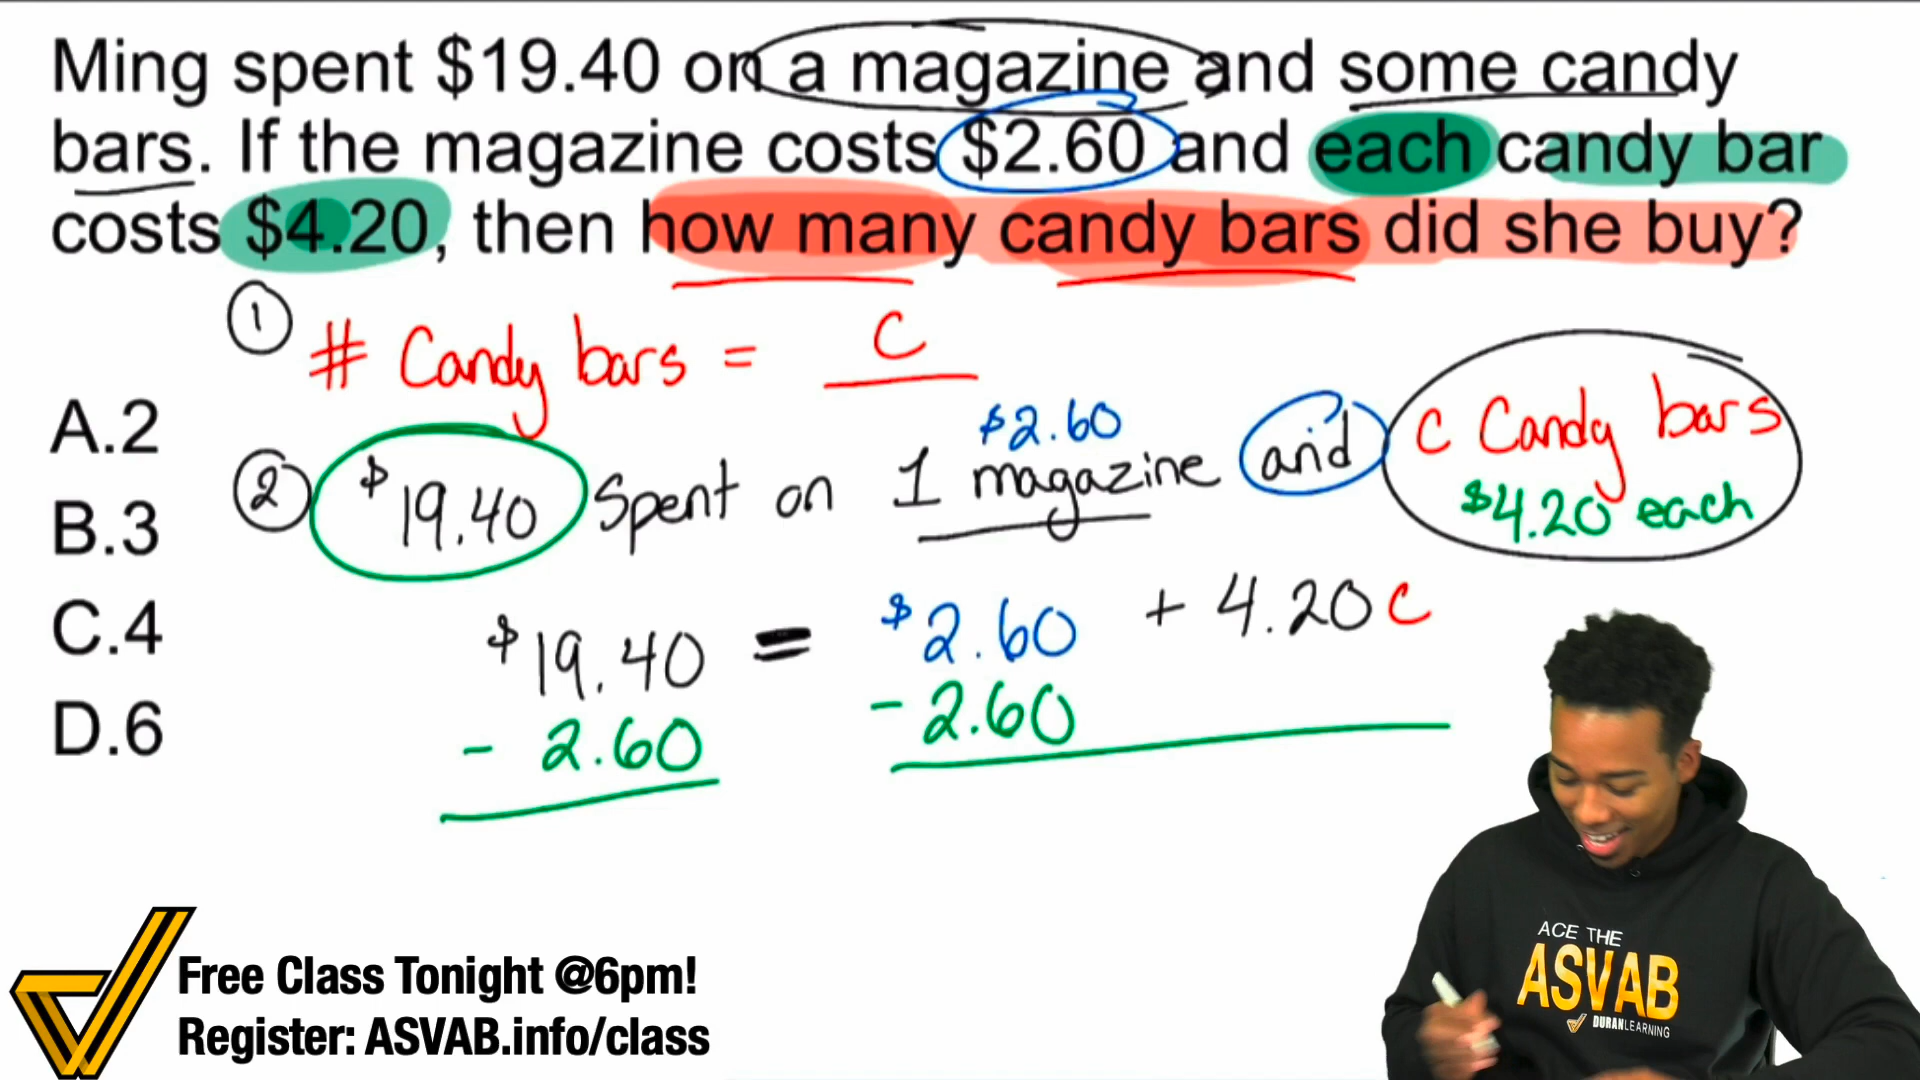 Ming spent $19.40 on a magazine and some candy
bars. If the magazine costs $2.60 and each candy bar
costs $4.20, then how many candy bars did she buy?
① # Candy bars = C
A.2
② $19.40 Spent on 1 magazine and C Candy bars
$2.60
$4.20 each
B.3
C.4
$19.40 = $2.60 + 4.20C
- 2.60 - 2.60
D.6
Free Class Tonight @6pm!
Register: ASVAB.info/class
ACE THE
ASVAB
DURANLEARNING